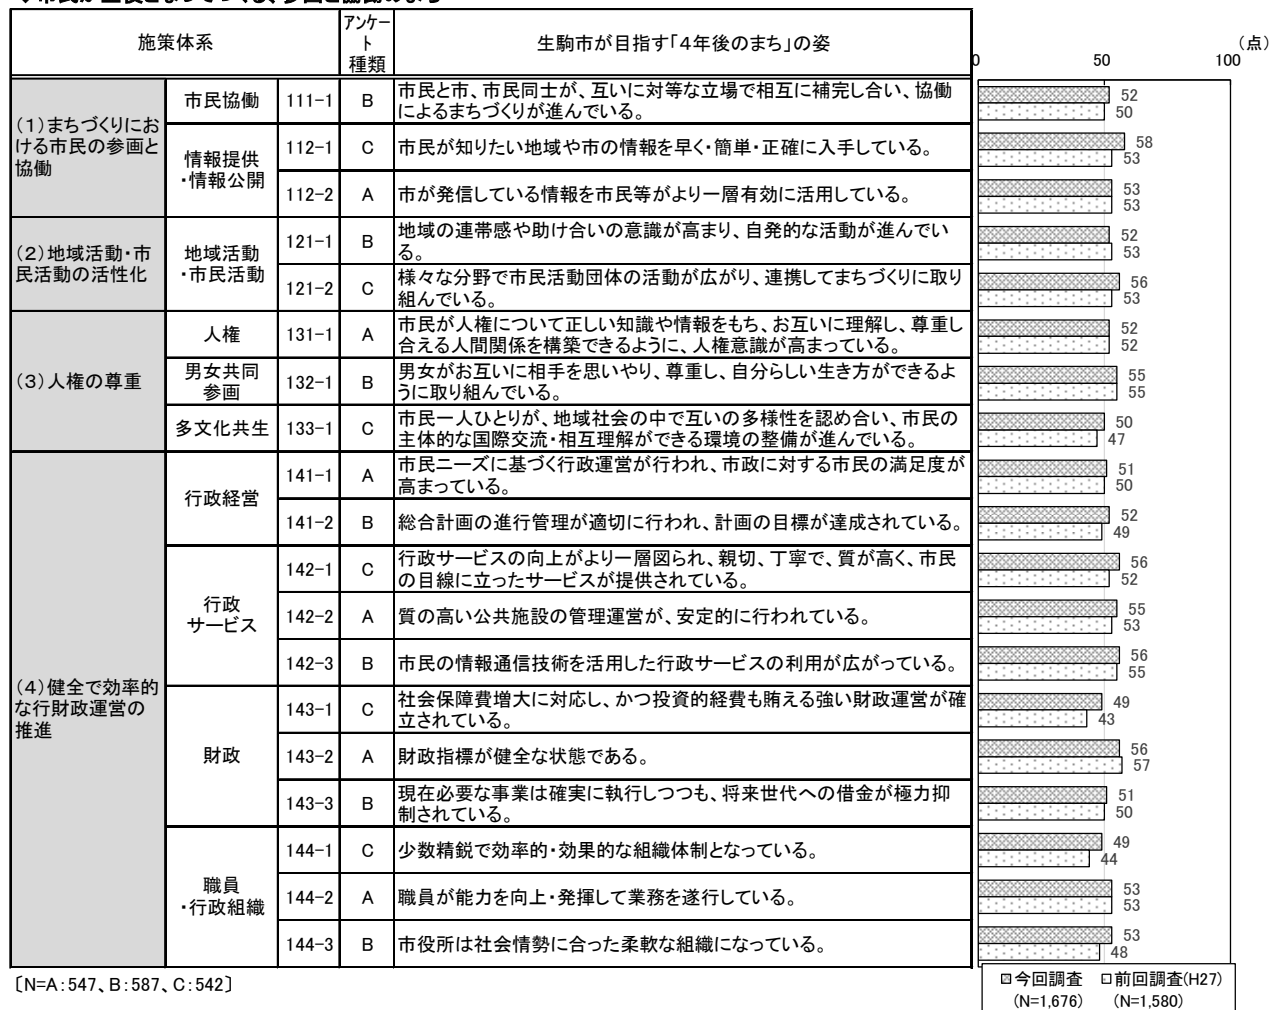 施策体系
アンケー
ト
種類
生駒市が目指す「４年後のまち」の姿
0
50
100
（点）
(１)まちづくりにお
ける市民の参画と
協働
市民協働
111-1
B
市民と市、市民同士が、互いに対等な立場で相互に補完し合い、協働
によるまちづくりが進んでいる。
52
50
情報提供
・情報公開
112-1
C
市民が知りたい地域や市の情報を早く・簡単・正確に入手している。
58
53
112-2
A
市が発信している情報を市民等がより一層有効に活用している。
53
53
(２)地域活動・市
民活動の活性化
地域活動
・市民活動
121-1
B
地域の連帯感や助け合いの意識が高まり、自発的な活動が進んでい
る。
52
53
121-2
C
様々な分野で市民活動団体の活動が広がり、連携してまちづくりに取り
組んでいる。
56
53
(３)人権の尊重
人権
131-1
A
市民が人権について正しい知識や情報をもち、お互いに理解し、尊重し
合える人間関係を構築できるように、人権意識が高まっている。
52
52
男女共同
参画
132-1
B
男女がお互いに相手を思いやり、尊重し、自分らしい生き方ができるよ
うに取り組んでいる。
55
55
多文化共生
133-1
C
市民一人ひとりが、地域社会の中で互いの多様性を認め合い、市民の
主体的な国際交流・相互理解ができる環境の整備が進んでいる。
50
47
(４)健全で効率的
な行財政運営の
推進
行政経営
141-1
A
市民ニーズに基づく行政運営が行われ、市政に対する市民の満足度が
高まっている。
51
50
141-2
B
総合計画の進行管理が適切に行われ、計画の目標が達成されている。
52
49
行政
サービス
142-1
C
行政サービスの向上がより一層図られ、親切、丁寧で、質が高く、市民
の目線に立ったサービスが提供されている。
56
52
142-2
A
質の高い公共施設の管理運営が、安定的に行われている。
55
53
142-3
B
市民の情報通信技術を活用した行政サービスの利用が広がっている。
56
55
財政
143-1
C
社会保障費増大に対応し、かつ投資的経費も賄える強い財政運営が確
立されている。
49
43
143-2
A
財政指標が健全な状態である。
56
57
143-3
B
現在必要な事業は確実に執行しつつも、将来世代への借金が極力抑
制されている。
51
50
職員
・行政組織
144-1
C
少数精鋭で効率的・効果的な組織体制となっている。
49
44
144-2
A
職員が能力を向上・発揮して業務を遂行している。
53
53
144-3
B
市役所は社会情勢に合った柔軟な組織になっている。
53
48
〔N=A：547、B：587、C：542〕
今回調査
(N=1,676)
前回調査(H27)
(N=1,580)